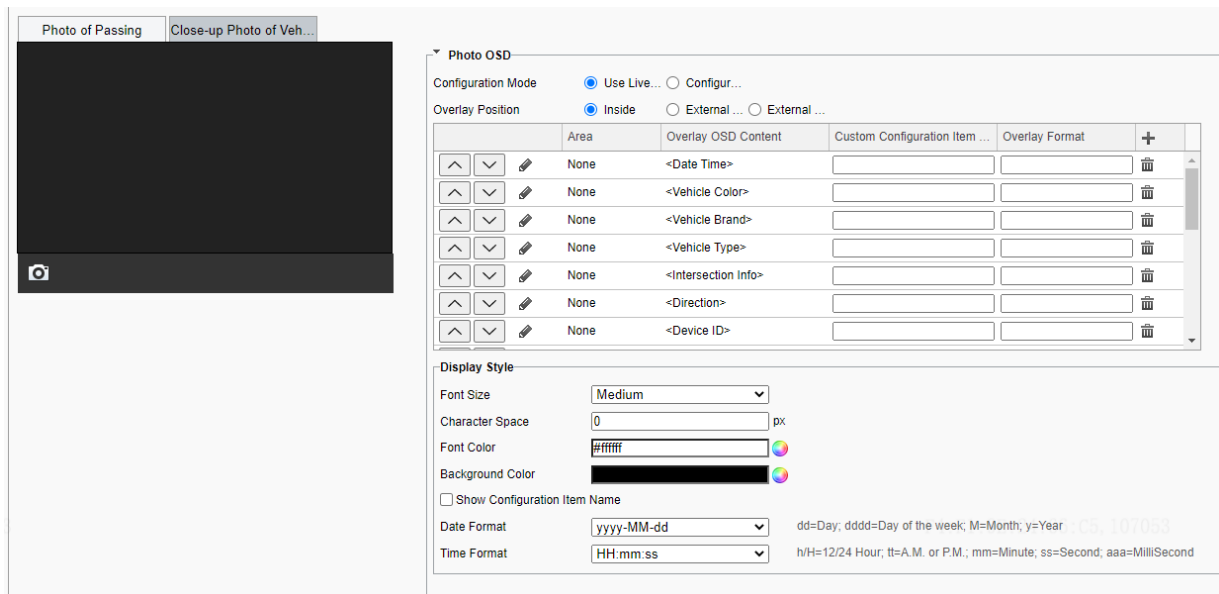 Photo of Passing
Close-up Photo of Veh...
Photo OSD
Configuration Mode
Use Live... Configur...
Overlay Position
Inside External ... External ...
Area Overlay OSD Content Custom Configuration Item ... Overlay Format
None <Date Time>
None <Vehicle Color>
None <Vehicle Brand>
None <Vehicle Type>
None <Intersection Info>
None <Direction>
None <Device ID>
Display Style
Font Size Medium
Character Space 0 px
Font Color #ffffff
Background Color
Show Configuration Item Name
Date Format yyyy-MM-dd dd=Day; dddd=Day of the week; M=Month; y=Year
Time Format HH:mm:ss h/H=12/24 Hour; tt=A.M. or P.M.; mm=Minute; ss=Second; aaa=MilliSecond